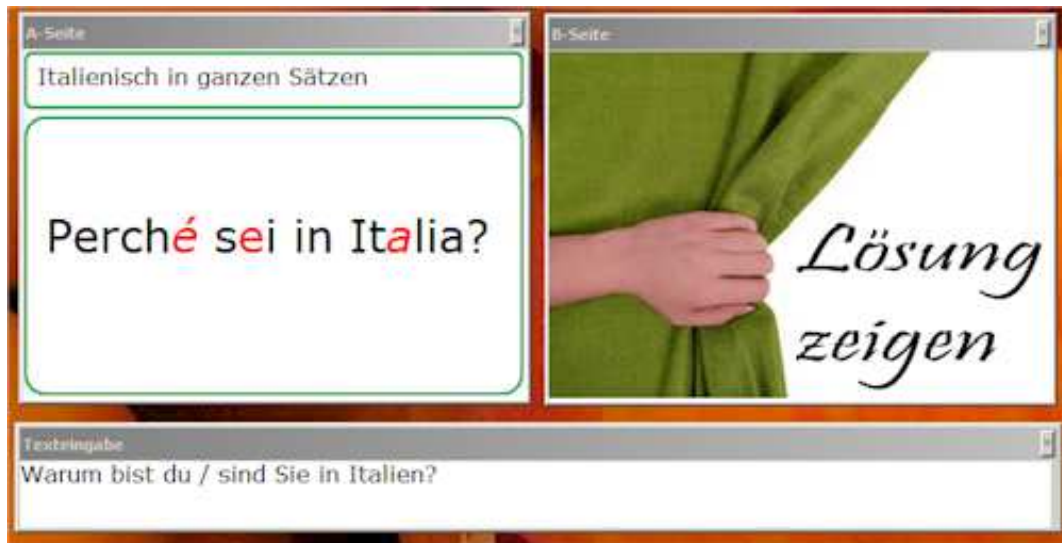 A-Seite
Italienisch in ganzen Sätzen
Perché sei in Italia?
B-Seite
Lösung
zeigen
Texteingabe
Warum bist du / sind Sie in Italien?